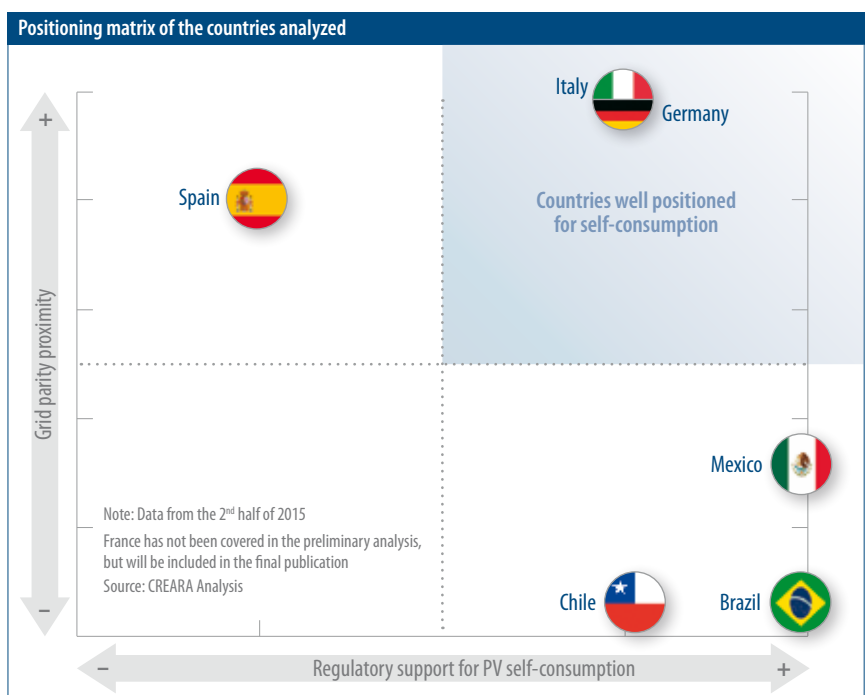 Positioning matrix of the countries analyzed
+
Italy
Germany
Spain
Countries well positioned
for self-consumption
Grid parity proximity
Mexico
Note: Data from the 2nd half of 2015
France has not been covered in the preliminary analysis,
but will be included in the final publication
Source: CREARA Analysis
Chile
Brazil
–
–
Regulatory support for PV self-consumption
+